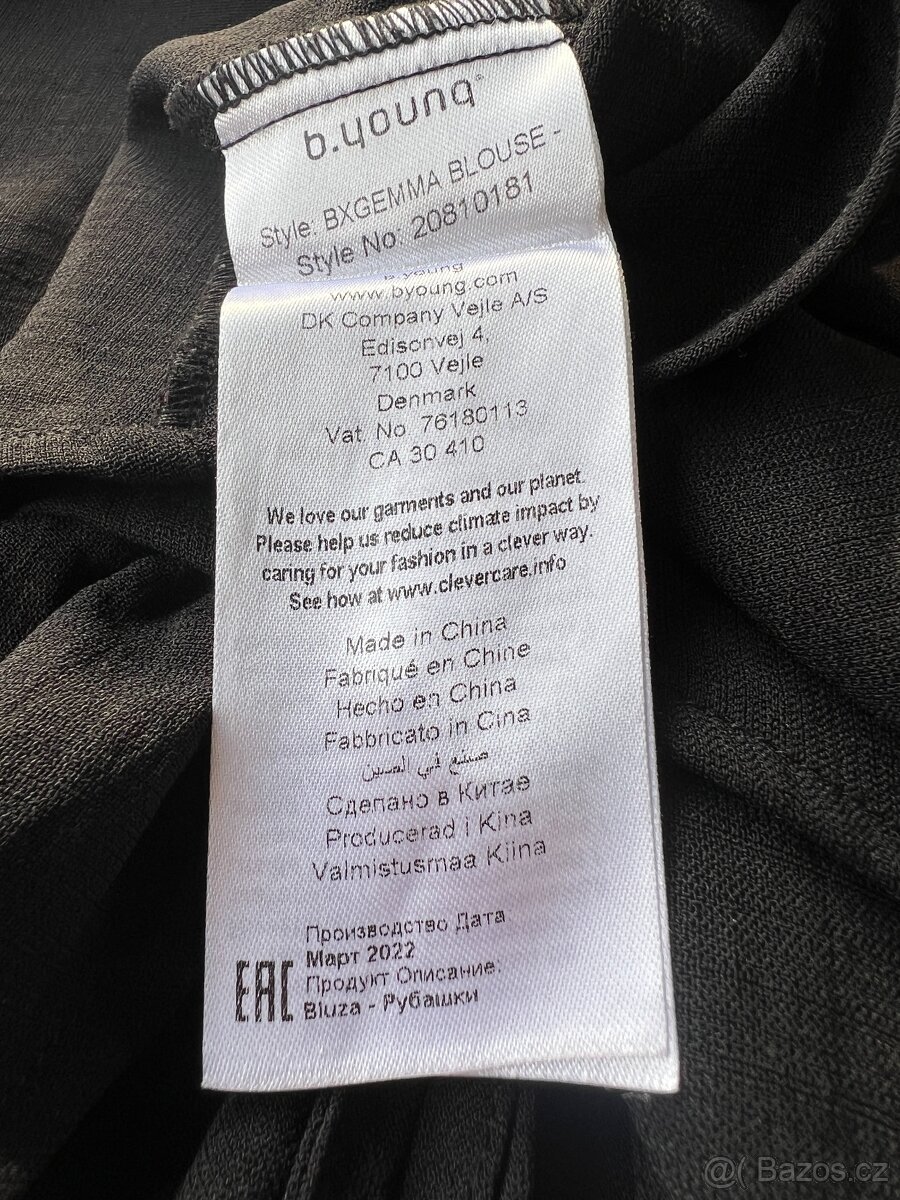 b.young®
Style: BXGEMMA BLOUSE -
Style No: 20810181
b.young
www.byoung.com
DK Company Vejle A/S
Edisonvej 4,
7100 Vejle
Denmark
Vat. No. 76180113
CA 30 410
We love our garments and our planet.
Please help us reduce climate impact by
caring for your fashion in a clever way.
See how at www.clevercare.info
Made in China
Fabriqué en Chine
Hecho en China
Fabbricato in Cina
صنع في الصين
Сделано в Китае
Producerad i Kina
Valmistusmaa Kiina
Производство Дата
Март 2022
Продукт Описание:
EAC Bluza - Рубашки
@( Bazos.cz